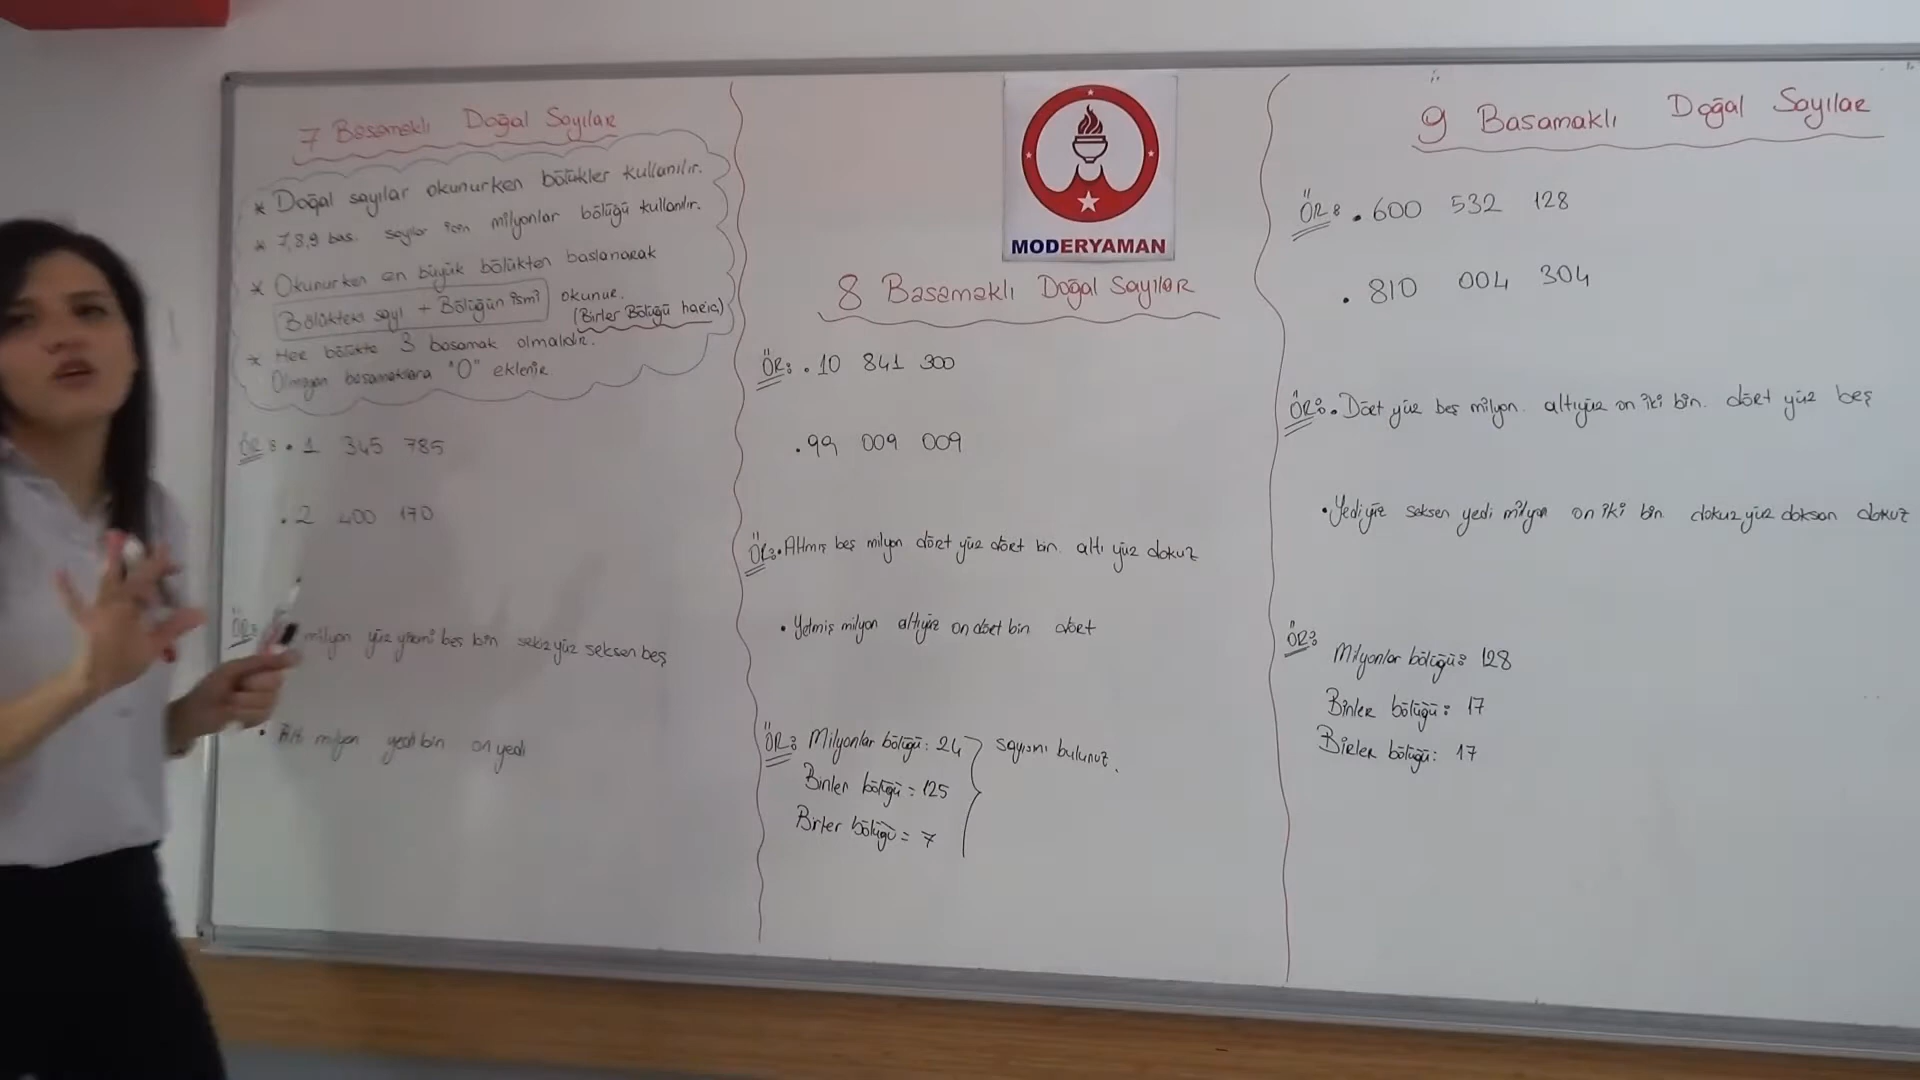 7 Basamaklı Doğal Sayılar
* Doğal sayılar okunurken bölükler kullanılır.
* 7,8,9 bas. sayılar için milyonlar bölüğü kullanılır.
* Okunurken en büyük bölükten başlanarak
Bölükteki sayı + Bölüğün ismi okunur.
(Birler Bölüğü hariç)
* Her bölükte 3 basamak olmalıdır.
Olmayan basamaklara "0" eklenir
ÖR: . 1 345 785
. 2 400 170
ÖR: milyon yüz yirmi beş bin sekiz yüz seksen beş
. Altı milyon yedi bin on yedi
MODERYAMAN
8 Basamaklı Doğal Sayılar
ÖR: . 10 841 300
. 99 009 009
ÖR: . Altmış beş milyon dört yüz dört bin altı yüz dokuz
. Yetmiş milyon altıyüz on dört bin dört
ÖR: Milyonlar bölüğü: 24
Binler bölüğü = 125
Birler bölüğü = 7
sayısını bulunuz.
9 Basamaklı Doğal Sayılar
ÖR: . 600 532 128
. 810 004 304
ÖR: . Dört yüz beş milyon altıyüz on iki bin dört yüz beş
. Yediyüz seksen yedi milyon on iki bin dokuz yüz doksan dokuz
ÖR: Milyonlar bölüğü: 128
Binler bölüğü: 17
Birler bölüğü: 17